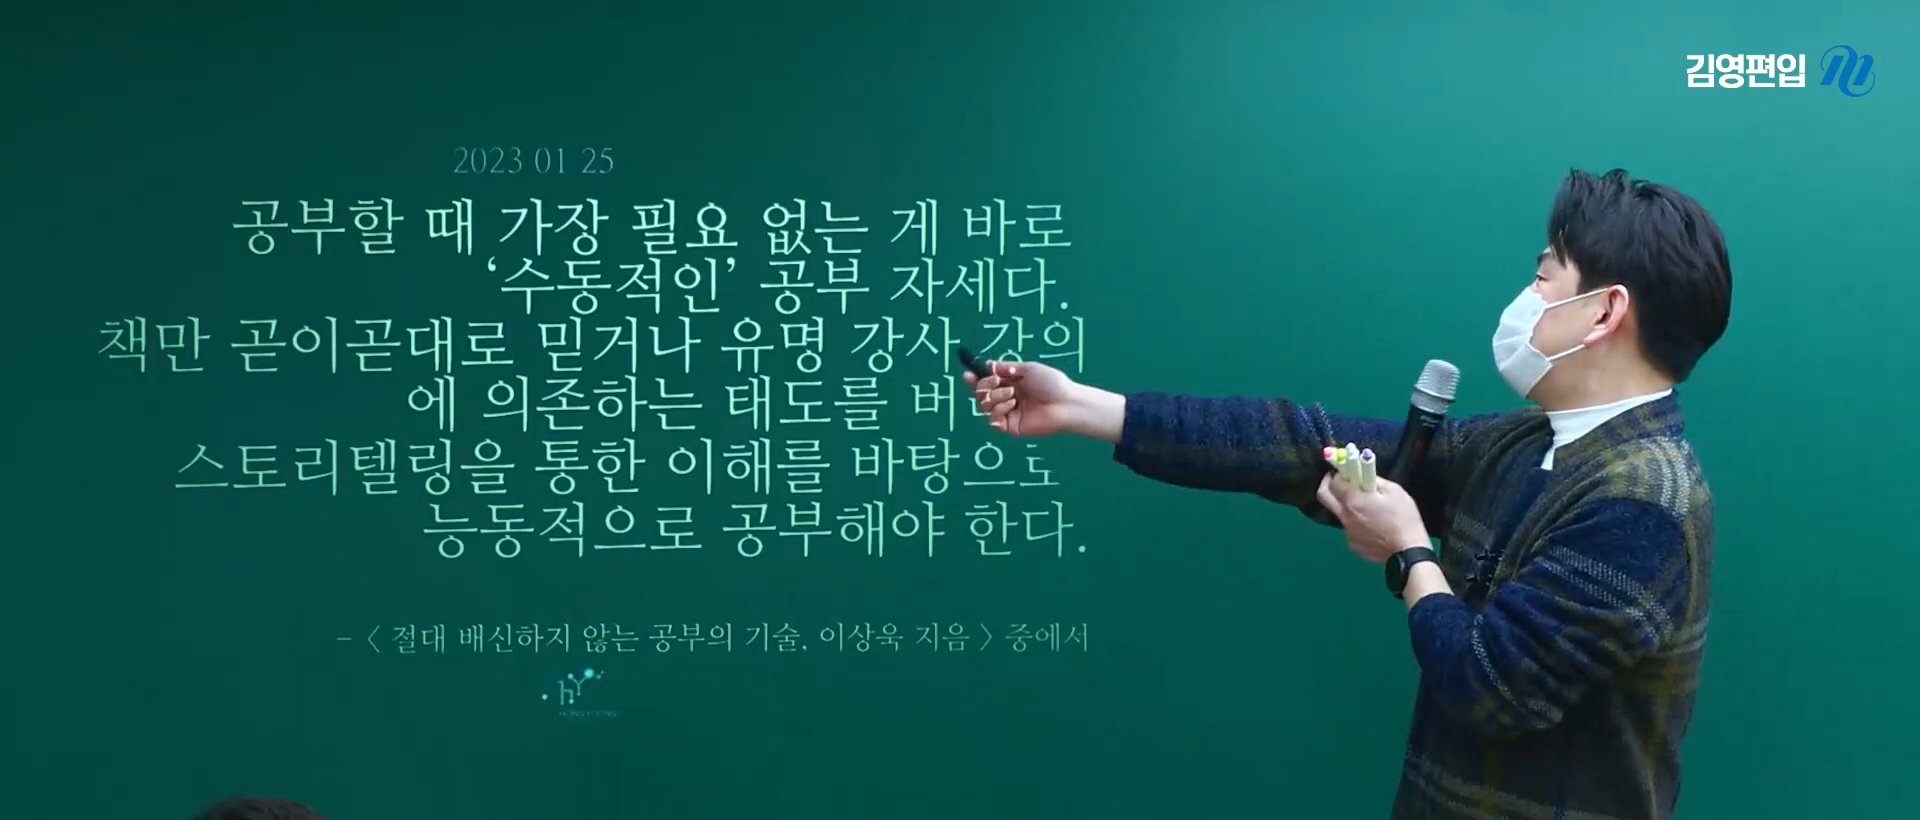 김영편입
2023 01 25
공부할 때 가장 필요 없는 게 바로
‘수동적인’ 공부 자세다.
책만 곧이곧대로 믿거나 유명 강사 강의
에 의존하는 태도를
스토리텔링을 통한 이해를 바탕으로
능동적으로 공부해야 한다.
- < 절대 배신하지 않는 공부의 기술, 이상욱 지음 > 중에서
hy